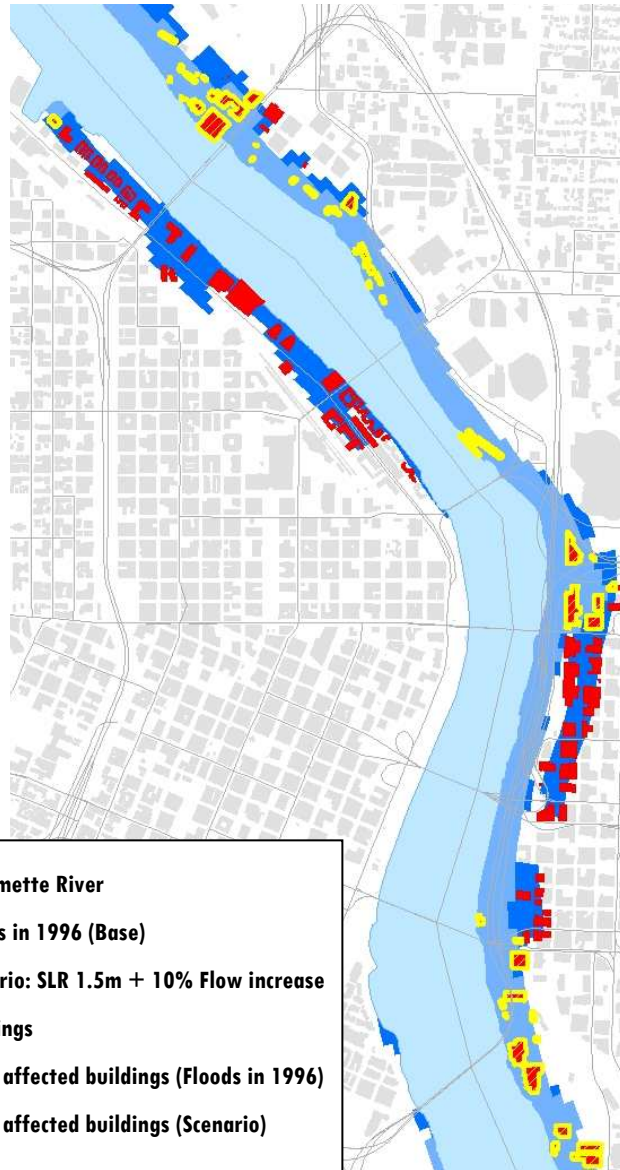 mette River
s in 1996 (Base)
rio: SLR 1.5m + 10% Flow increase
ings
affected buildings (Floods in 1996)
affected buildings (Scenario)